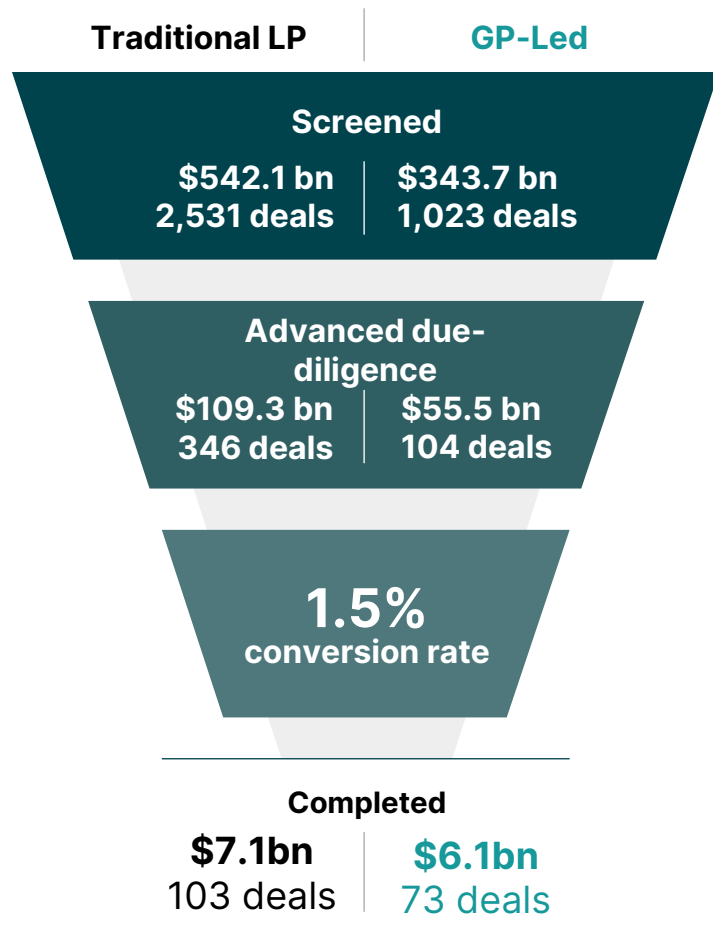 Traditional LP GP-Led
Screened
$542.1 bn $343.7 bn
2,531 deals 1,023 deals
Advanced due-
diligence
$109.3 bn $55.5 bn
346 deals 104 deals
1.5%
conversion rate
Completed
$7.1bn $6.1bn
103 deals 73 deals